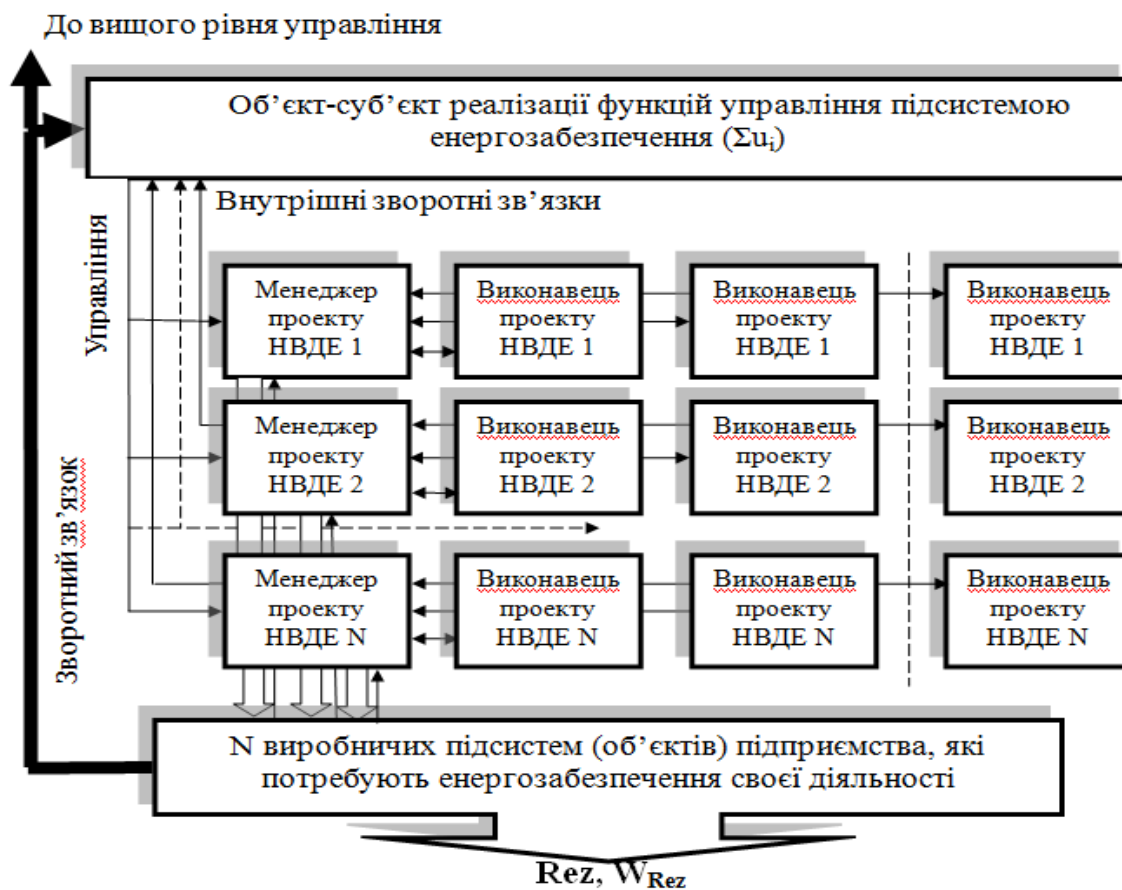 До вищого рівня управління
Об’єкт-суб’єкт реалізації функцій управління підсистемою
енергозабезпечення (Σuᵢ)
Внутрішні зворотні зв’язки
Управління
Зворотний зв’язок
Менеджер
проекту
НВДЕ 1
Виконавець
проекту
НВДЕ 1
Виконавець
проекту
НВДЕ 1
Виконавець
проекту
НВДЕ 1
Менеджер
проекту
НВДЕ 2
Виконавець
проекту
НВДЕ 2
Виконавець
проекту
НВДЕ 2
Виконавець
проекту
НВДЕ 2
Менеджер
проекту
НВДЕ N
Виконавець
проекту
НВДЕ N
Виконавець
проекту
НВДЕ N
Виконавець
проекту
НВДЕ N
N виробничих підсистем (об’єктів) підприємства, які
потребують енергозабезпечення своєї діяльності
Rez, W_Rez